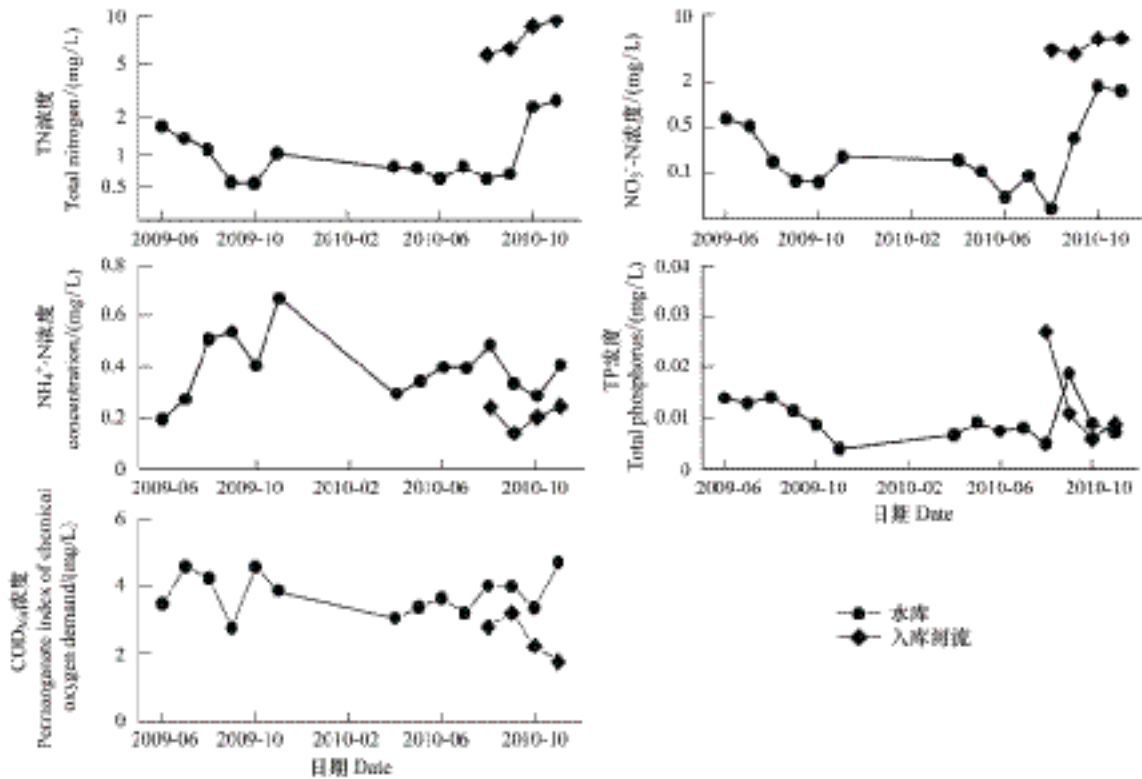 TN浓度
Total nitrogen/(mg/L)
10
5
2
1
0.5
2009-06 2009-10 2010-02 2010-06 2010-10
NO3⁻-N浓度/(mg/L)
10
2
0.5
0.1
2009-06 2009-10 2010-02 2010-06 2010-10
NH4⁺-N浓度
concentration/(mg/L)
0.8
0.6
0.4
0.2
0
2009-06 2009-10 2010-02 2010-06 2010-10
TP浓度
Total phosphorus/(mg/L)
0.04
0.03
0.02
0.01
0
2009-06 2009-10 2010-02 2010-06 2010-10
日期 Date
COD浓度
Permanganate index of chemical
oxygen demand/(mg/L)
6
4
2
0
2009-06 2009-10 2010-02 2010-06 2010-10
日期 Date
水库
入库河流